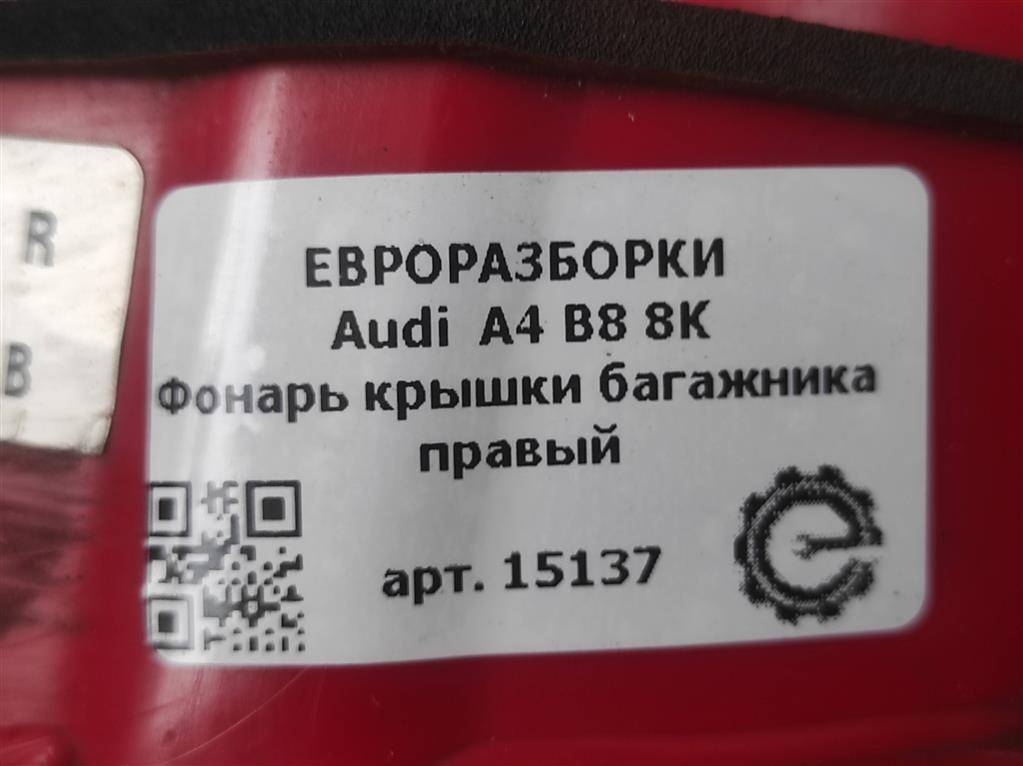 R
B
ЕВРОРАЗБОРКИ
Audi A4 B8 8K
Фонарь крышки багажника
правый
арт. 15137